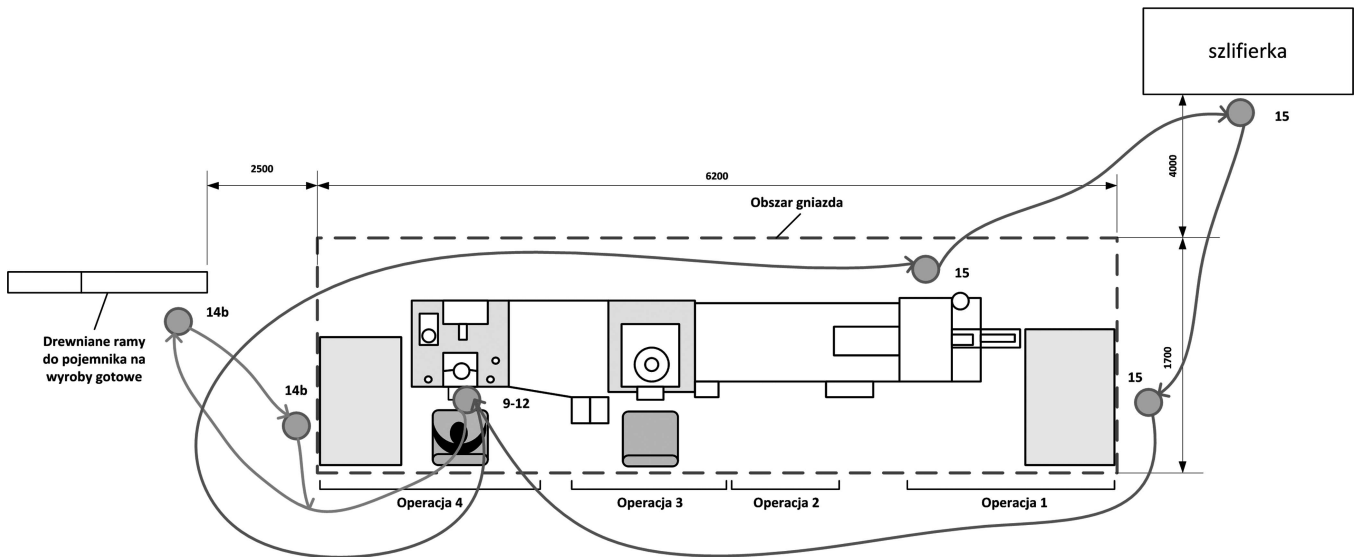 szlifierka
15
4000
2500
6200
Obszar gniazda
15
14b
Drewniane ramy
do pojemnika na
wyroby gotowe
1700
15
14b
9-12
Operacja 4
Operacja 3
Operacja 2
Operacja 1